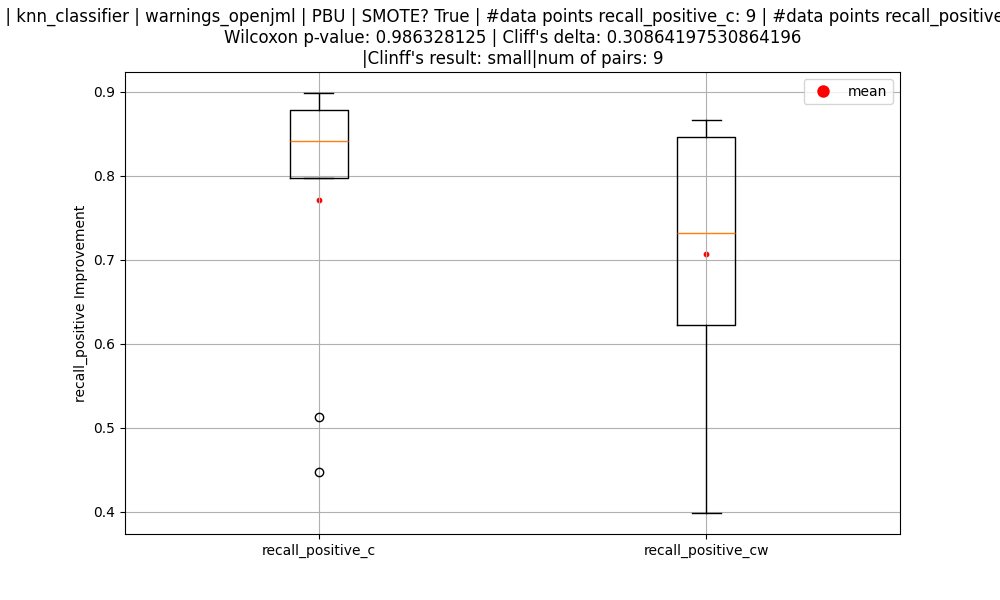 | knn_classifier | warnings_openjml | PBU | SMOTE? True | #data points recall_positive_c: 9 | #data points recall_positive
Wilcoxon p-value: 0.986328125 | Cliff's delta: 0.30864197530864196
|Clinff's result: small|num of pairs: 9
mean
recall_positive Improvement
0.9
0.8
0.7
0.6
0.5
0.4
recall_positive_c
recall_positive_cw